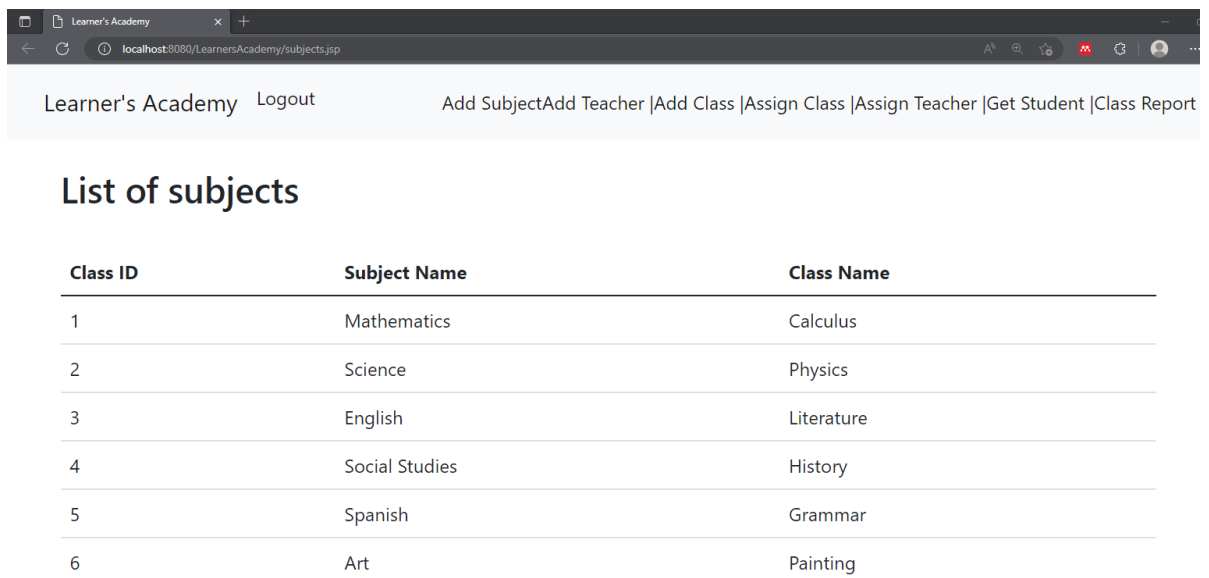 Learner's Academy
localhost:8080/LearnersAcademy/subjects.jsp
Learner's Academy Logout Add SubjectAdd Teacher |Add Class |Assign Class |Assign Teacher |Get Student |Class Report
List of subjects
Class ID Subject Name Class Name
1 Mathematics Calculus
2 Science Physics
3 English Literature
4 Social Studies History
5 Spanish Grammar
6 Art Painting